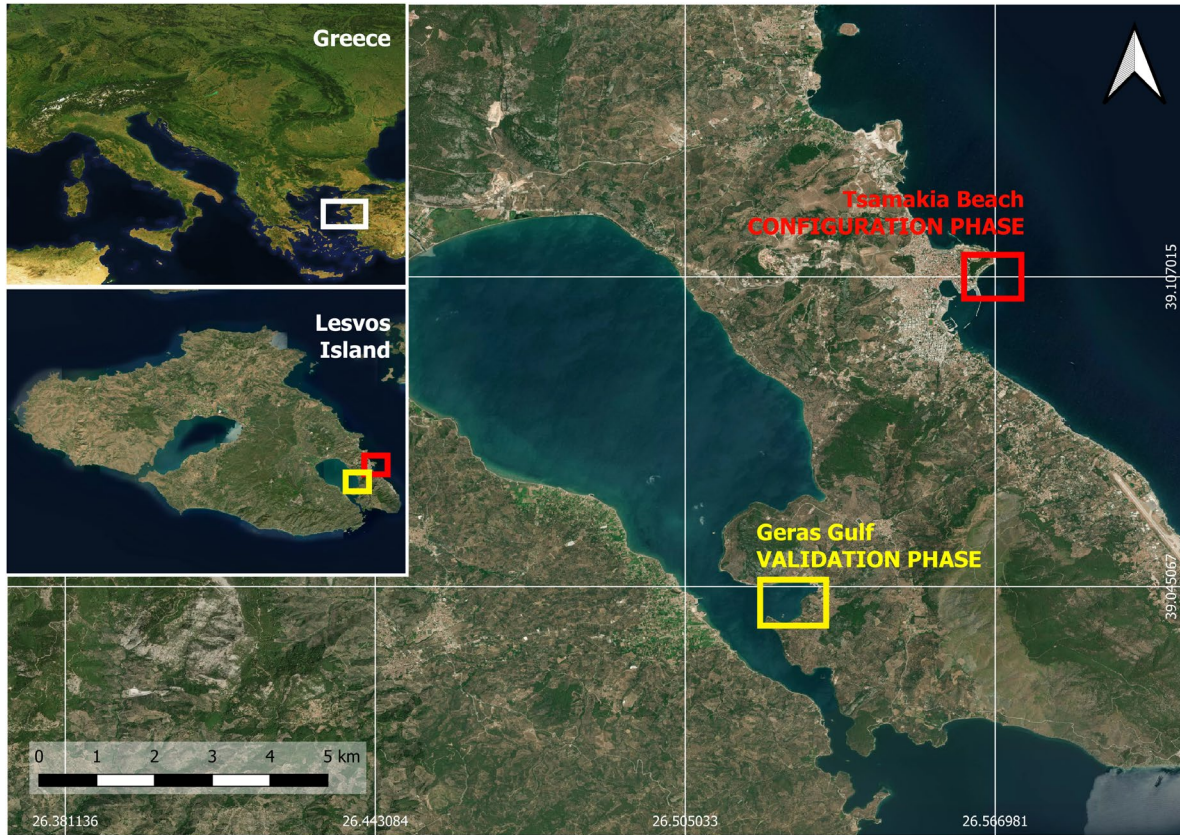 Greece
Lesvos
Island
Tsamakia Beach
CONFIGURATION PHASE
39.107015
Geras Gulf
VALIDATION PHASE
39.045067
0 1 2 3 4 5 km
26.381136 26.443084 26.505033 26.566981